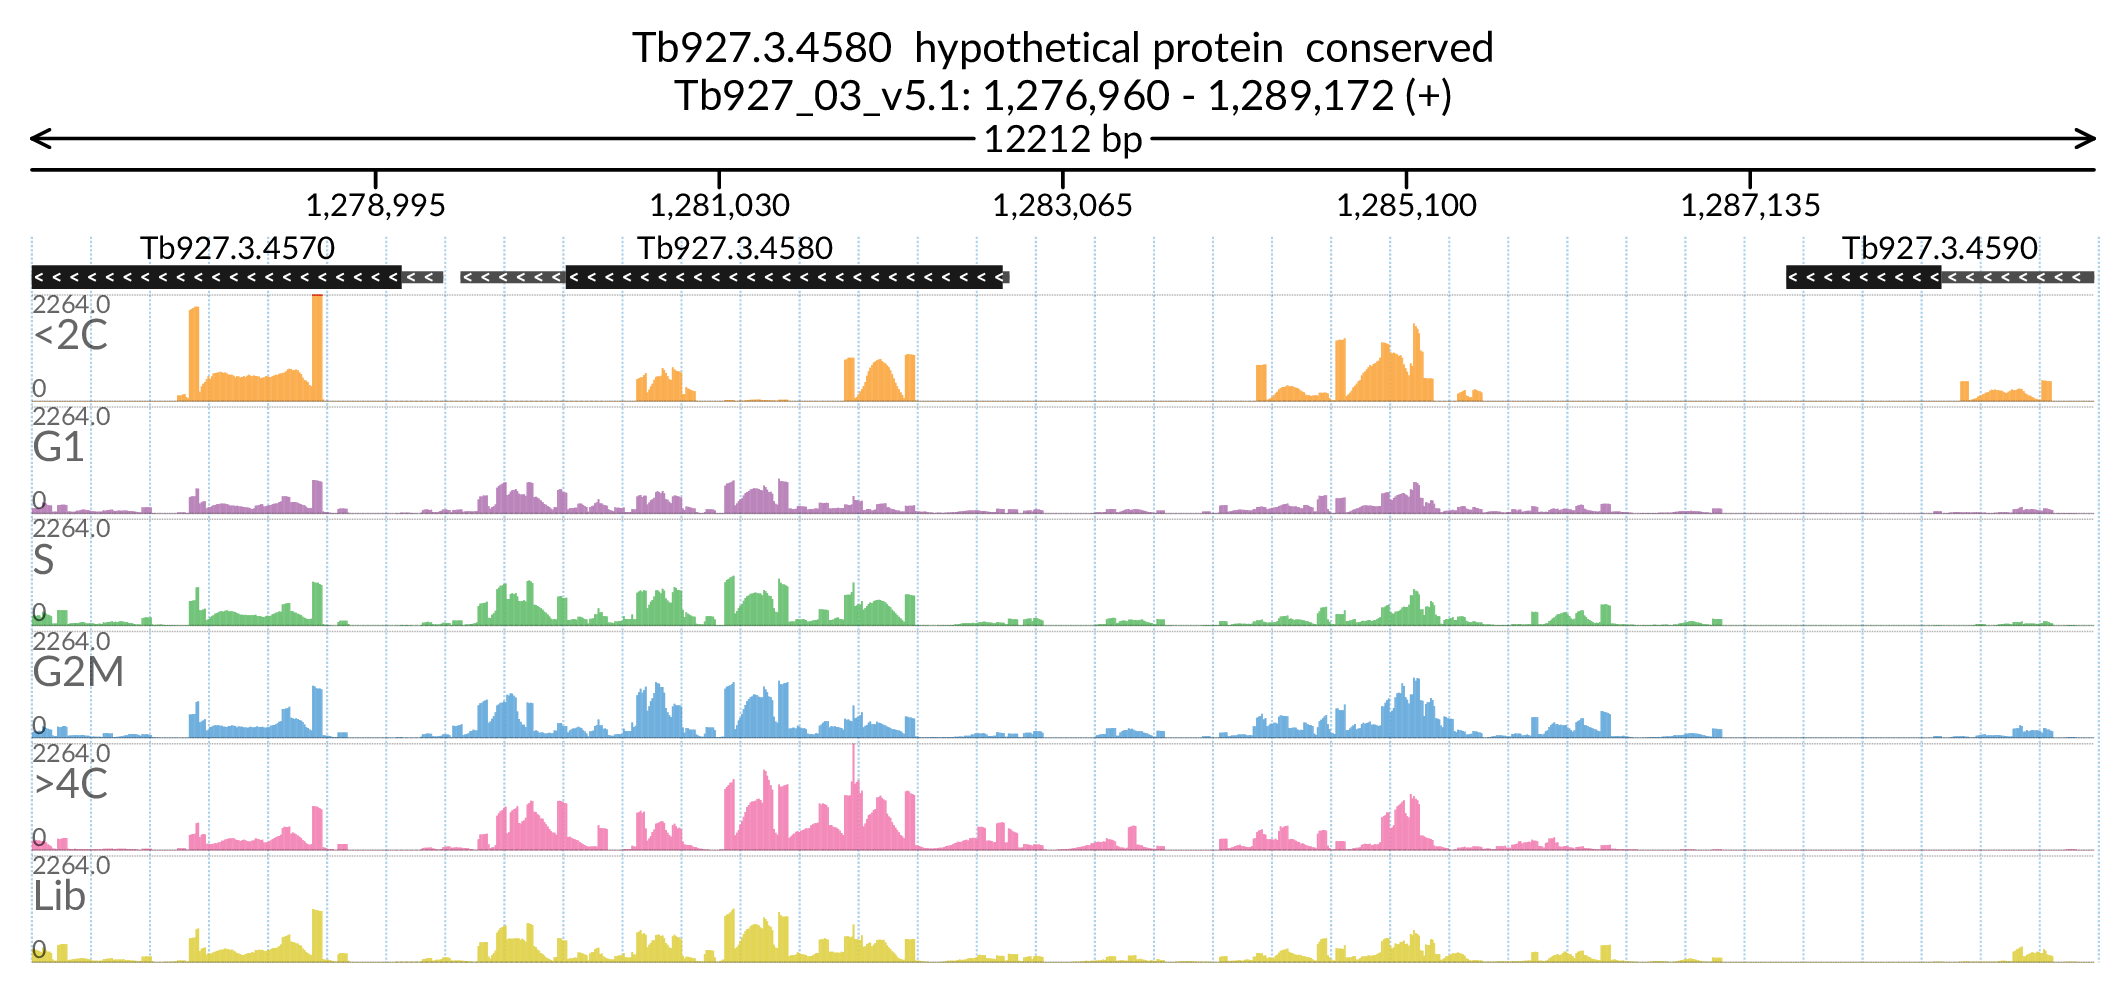 Tb927.3.4580  hypothetical protein  conserved
Tb927_03_v5.1: 1,276,960 - 1,289,172 (+)
12212 bp
1,278,995 1,281,030 1,283,065 1,285,100 1,287,135
Tb927.3.4570 Tb927.3.4580 Tb927.3.4590
2264.0
<2C
0
2264.0
G1
0
2264.0
S
0
2264.0
G2M
0
2264.0
>4C
0
2264.0
Lib
0